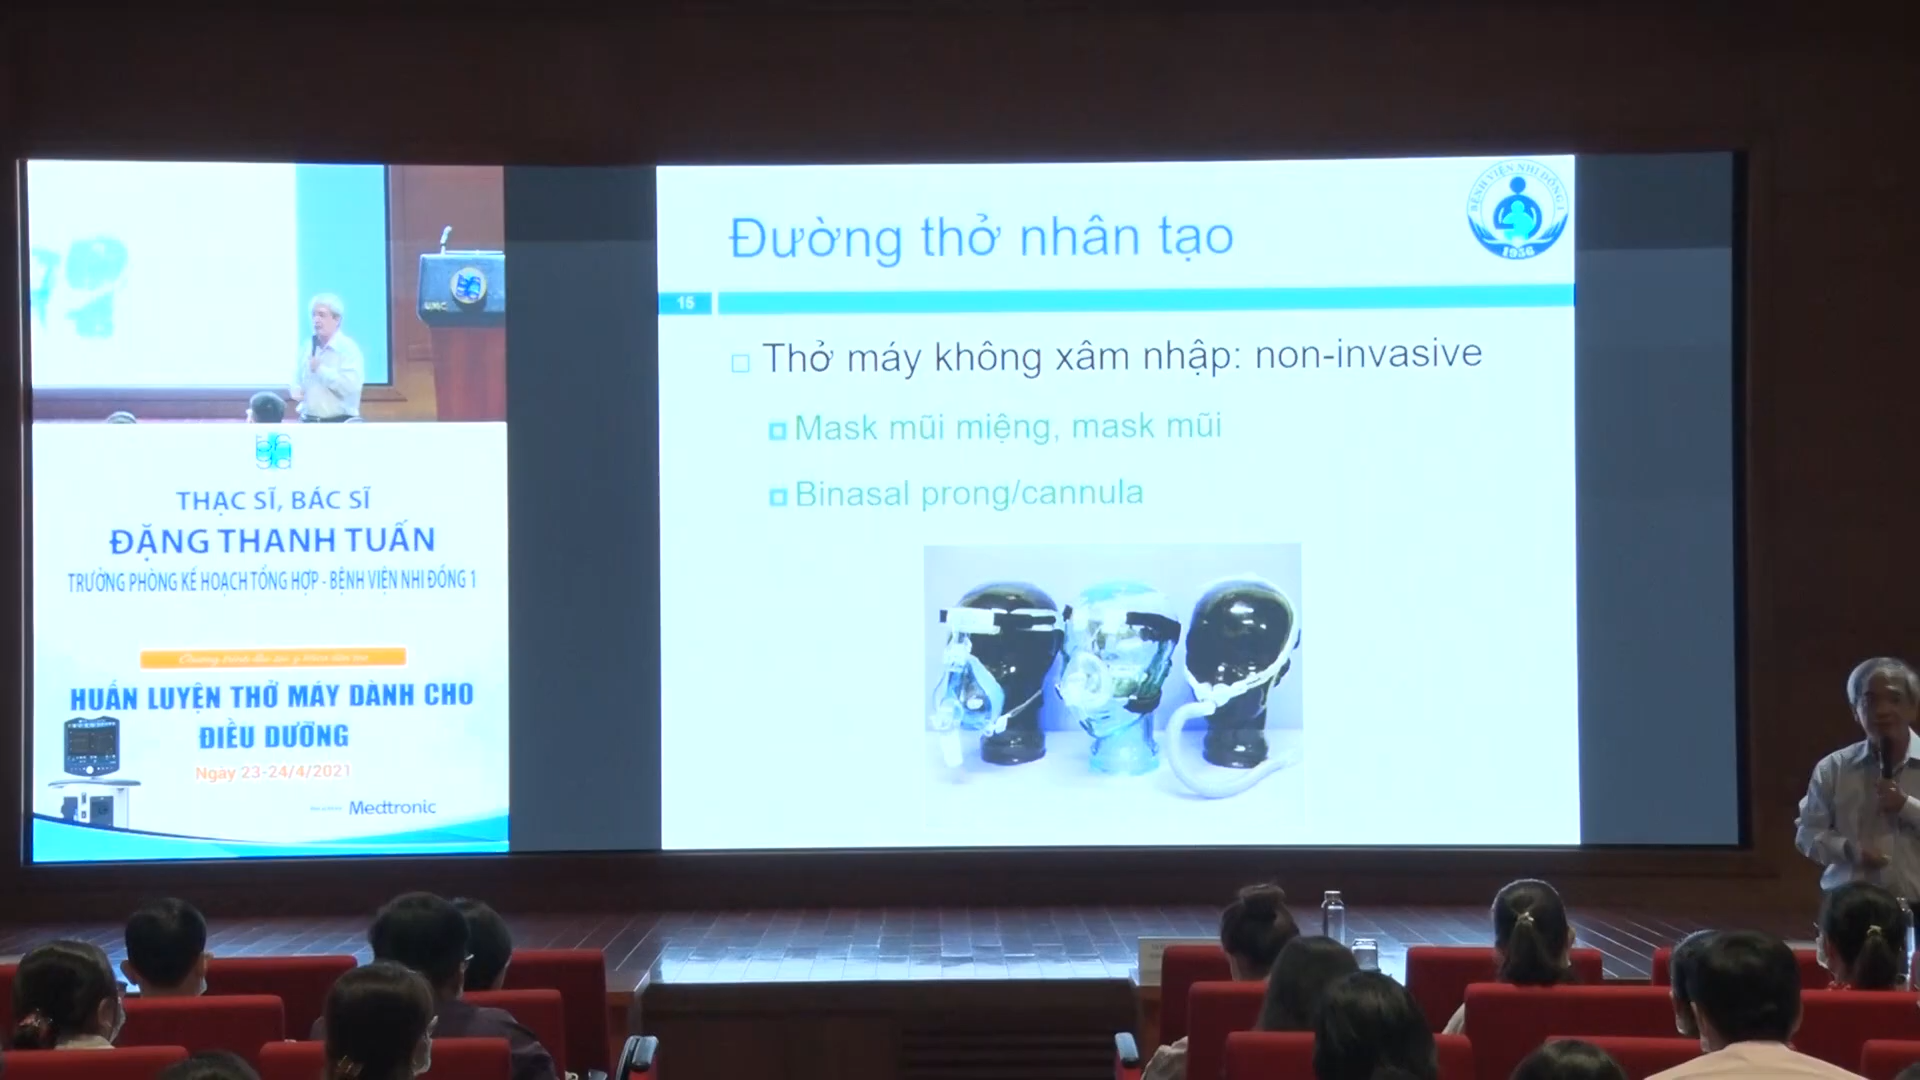 UMC
THẠC SĨ, BÁC SĨ
ĐẶNG THANH TUẤN
TRƯỞNG PHÒNG KẾ HOẠCH TỔNG HỢP - BỆNH VIỆN NHI ĐỒNG 1
HUẤN LUYỆN THỞ MÁY DÀNH CHO
ĐIỀU DƯỠNG
Ngày 23-24/4/2021
Medtronic
BỆNH VIỆN NHI ĐỒNG 1
1956
Đường thở nhân tạo
15
Thở máy không xâm nhập: non-invasive
Mask mũi miệng, mask mũi
Binasal prong/cannula